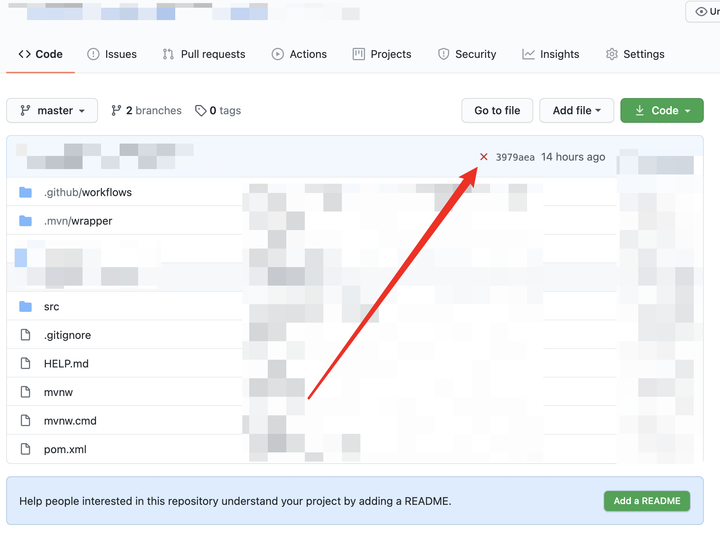 Un
Code Issues Pull requests Actions Projects Security Insights Settings
master 2 branches 0 tags Go to file Add file Code
3979aea 14 hours ago
.github/workflows
.mvn/wrapper
src
.gitignore
HELP.md
mvnw
mvnw.cmd
pom.xml
Help people interested in this repository understand your project by adding a README. Add a README